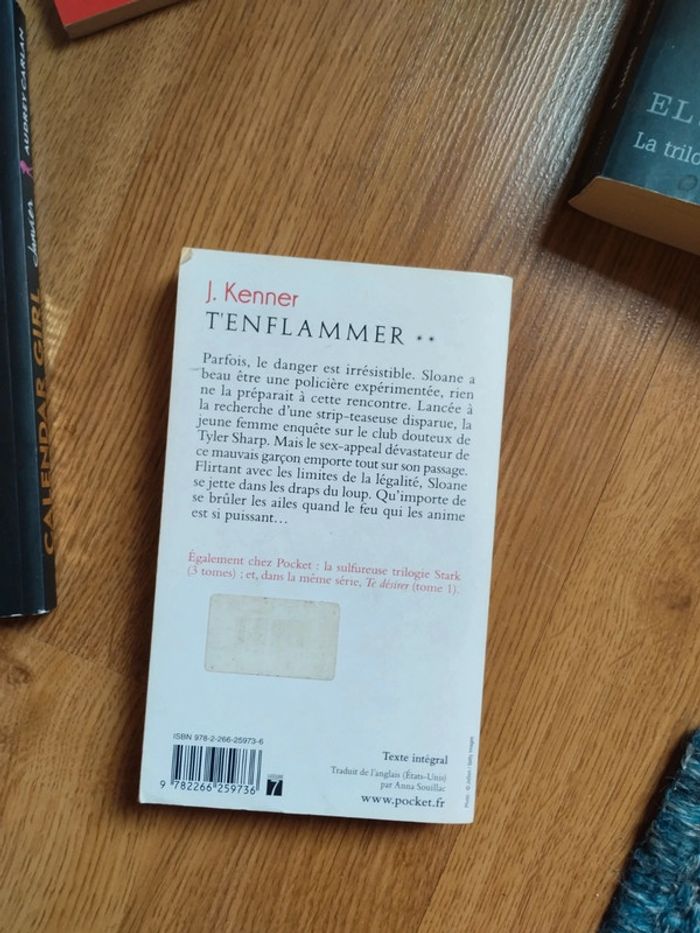 AUDREY CARLAN
Janvier
CALENDAR GIRL
EL
La trilo
J. Kenner
T'ENFLAMMER **
Parfois, le danger est irrésistible. Sloane a
beau être une policière expérimentée, rien
ne la préparait à cette rencontre. Lancée à
la recherche d'une strip-teaseuse disparue, la
jeune femme enquête sur le club douteux de
Tyler Sharp. Mais le sex-appeal dévastateur de
ce mauvais garçon emporte tout sur son passage.
Flirtant avec les limites de la légalité, Sloane
se jette dans les draps du loup. Qu'importe de
se brûler les ailes quand le feu qui les anime
est si puissant…
Également chez Pocket : la sulfureuse trilogie Stark
(3 tomes) ; et, dans la même série, Te désirer (tome 1).
ISBN 978-2-266-25973-6
9 782266 259736
7
Texte intégral
Traduit de l'anglais (États-Unis)
par Anna Souillac
www.pocket.fr